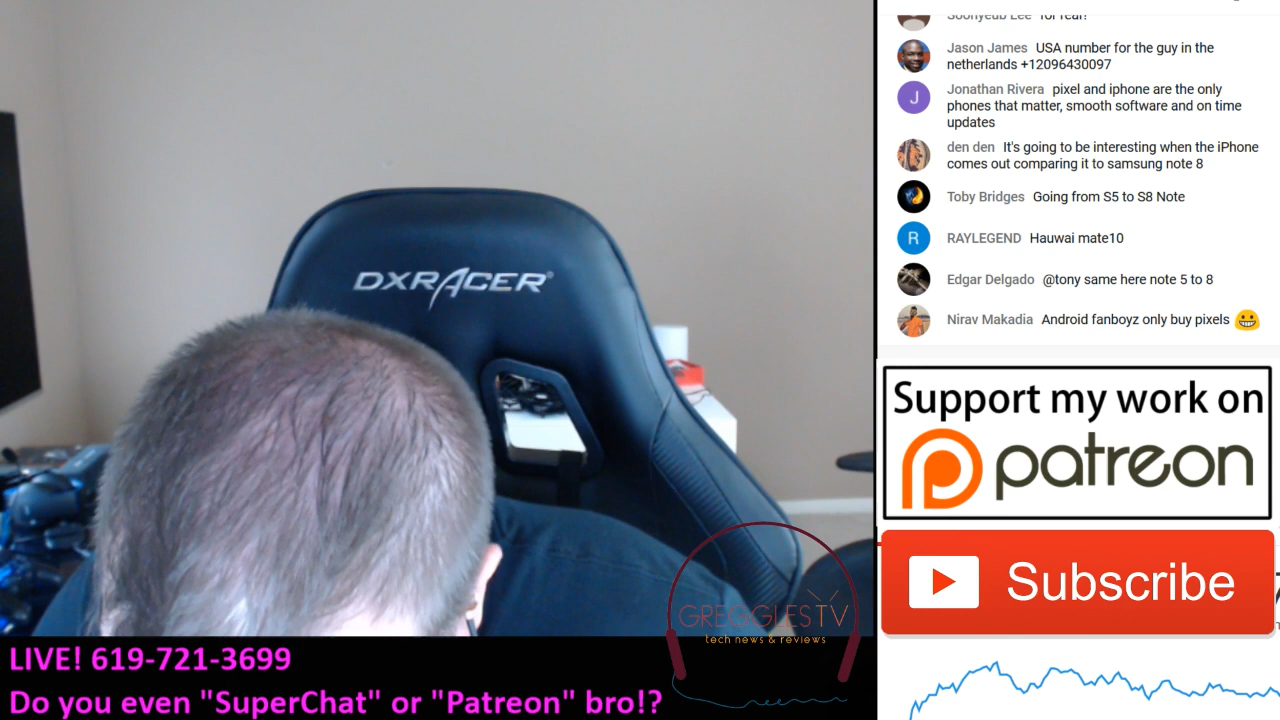 DXRACER®
GREGGLESTV
tech news & reviews
LIVE! 619-721-3699
Do you even "SuperChat" or "Patreon" bro!?
Soonyeub Lee for real!
Jason James USA number for the guy in the
netherlands +12096430097
J
Jonathan Rivera pixel and iphone are the only
phones that matter, smooth software and on time
updates
den den It's going to be interesting when the iPhone
comes out comparing it to samsung note 8
Toby Bridges Going from S5 to S8 Note
R
RAYLEGEND Hauwai mate10
Edgar Delgado @tony same here note 5 to 8
Nirav Makadia Android fanboyz only buy pixels
Support my work on
patreon
Subscribe